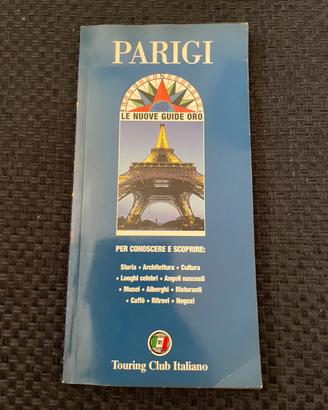 PARIGI
LE NUOVE GUIDE ORO
PER CONOSCERE E SCOPRIRE:
Storia • Architettura • Cultura
• Luoghi celebri • Angoli nascosti
• Musei • Alberghi • Ristoranti
• Caffè • Ritrovi • Negozi
Touring Club Italiano